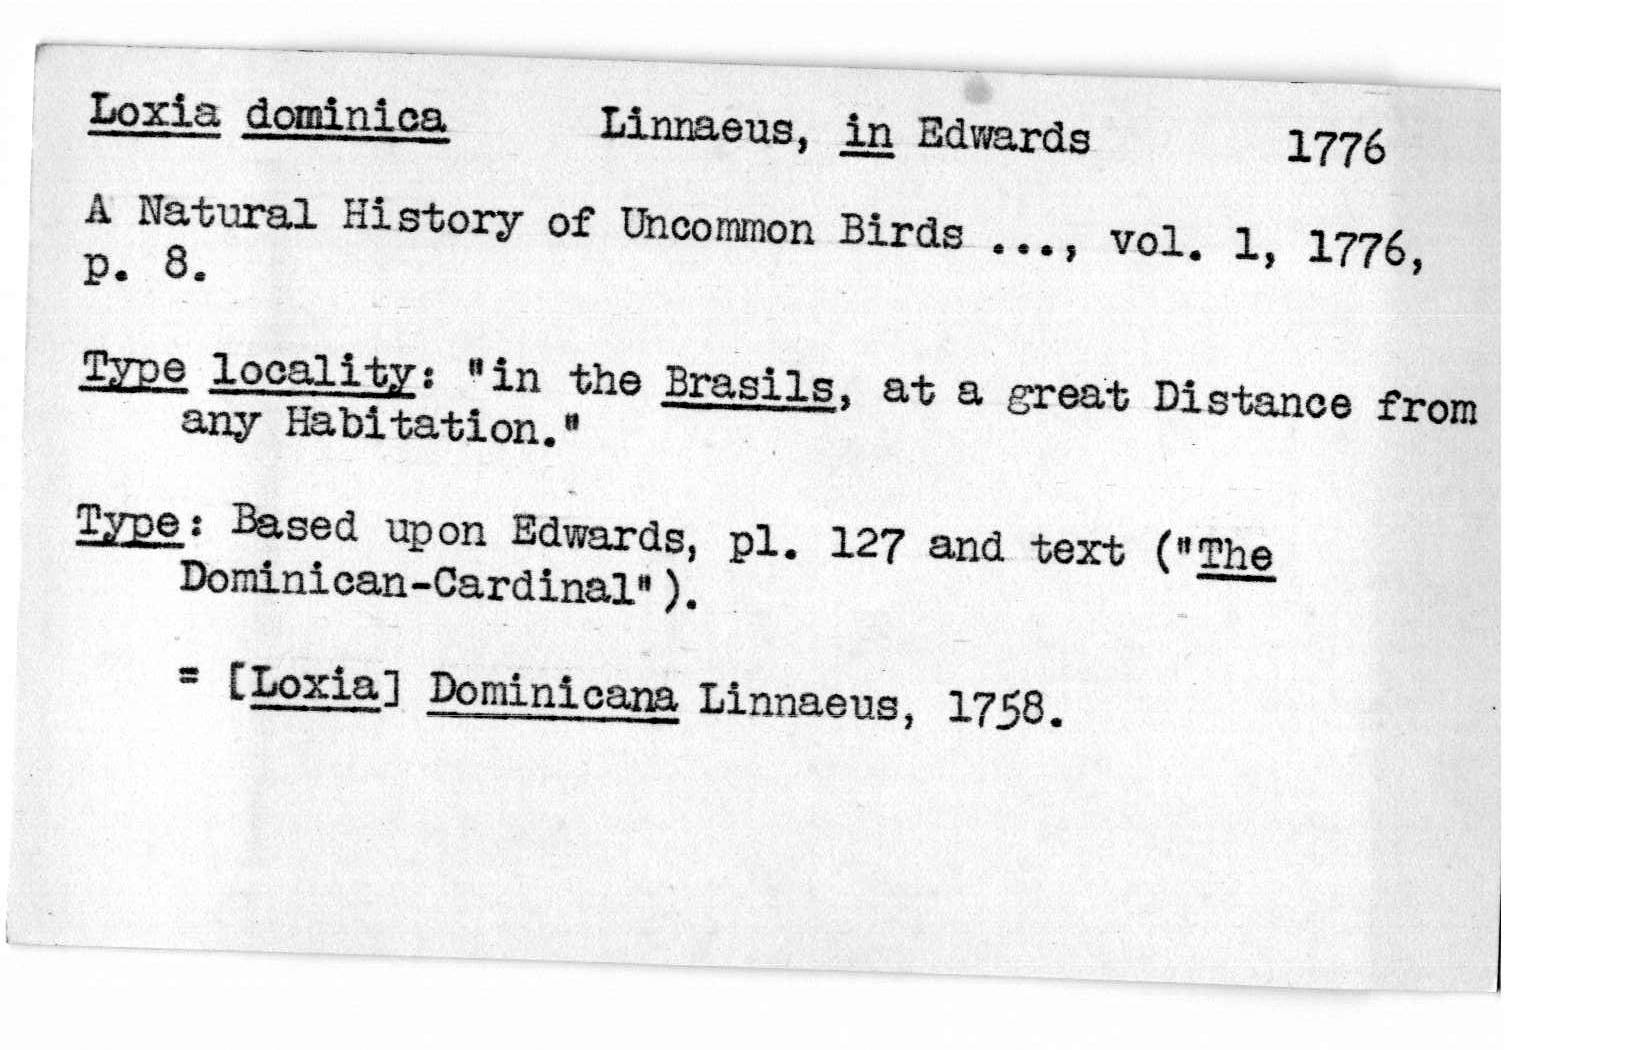 Loxia dominica Linnaeus, in Edwards 1776
A Natural History of Uncommon Birds ..., vol. 1, 1776,
p. 8.
Type locality: "in the Brasils, at a great Distance from
any Habitation."
Type: Based upon Edwards, pl. 127 and text ("The
Dominican-Cardinal").
= [Loxia] Dominicana Linnaeus, 1758.